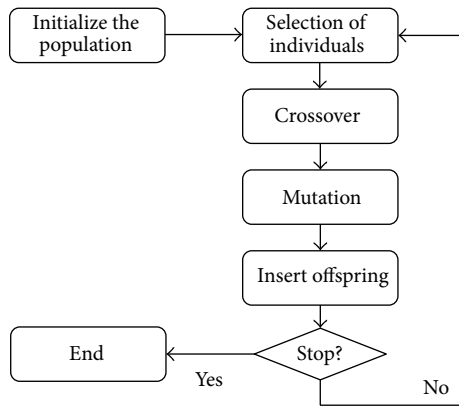 Initialize the
population
Selection of
individuals
Crossover
Mutation
Insert offspring
Stop?
End
Yes
No